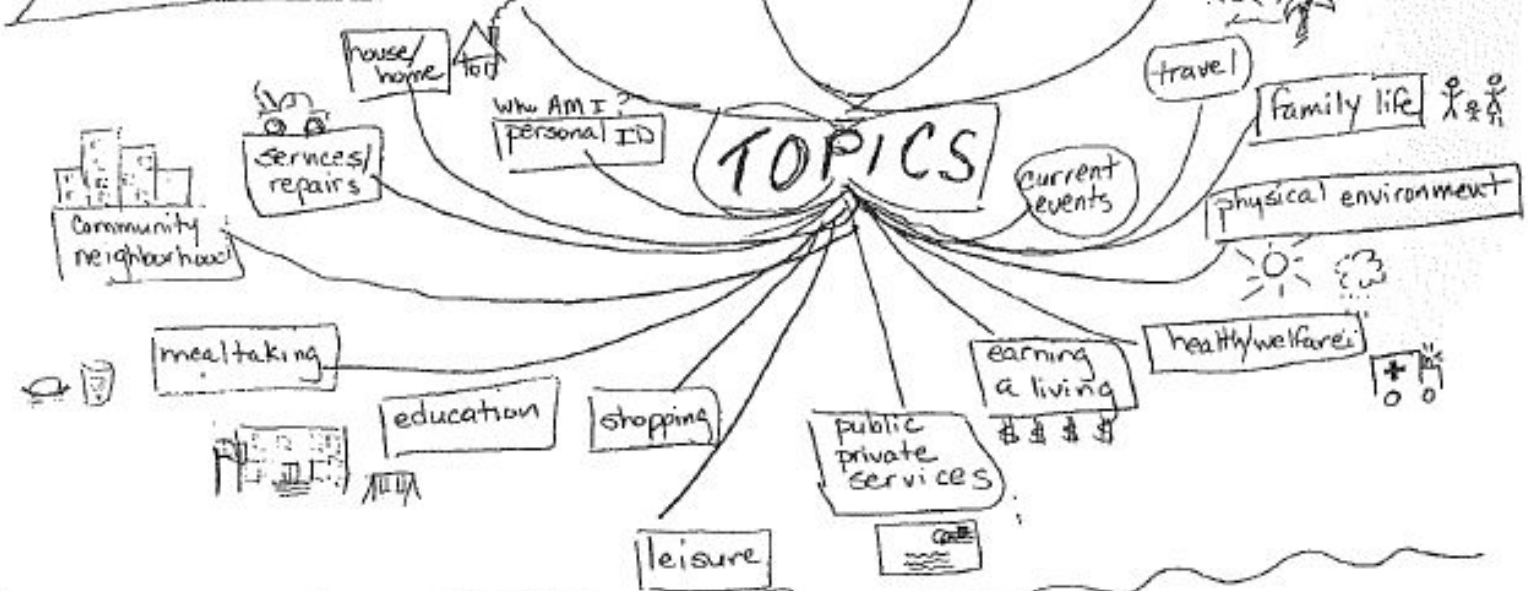 house/
home
travel
family life
Who AM I?
personal ID
TOPICS
services/
repairs
current
events
physical environment
Community
neighbourhood
mealtaking
health/welfare
earning
a living
$ $ $ $
education
shopping
public
private
services
leisure